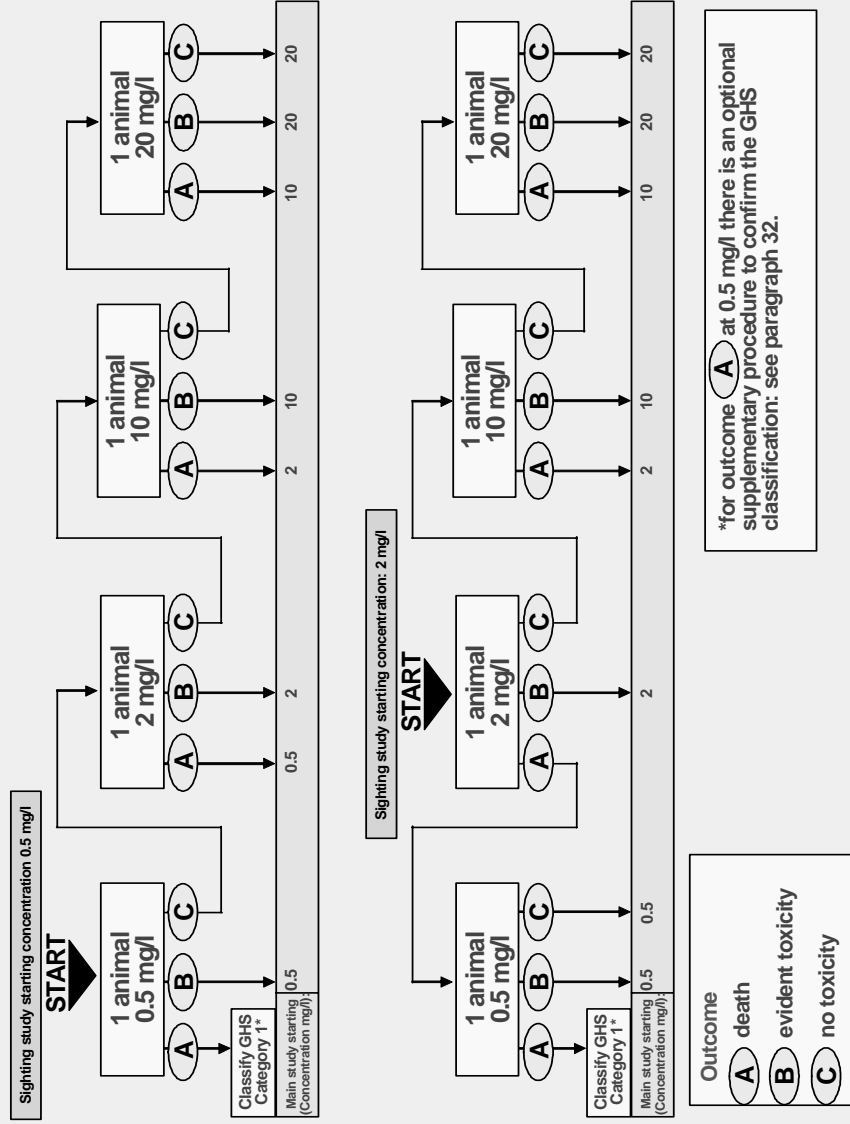 Sighting study starting concentration 0.5 mg/l
START
1 animal
0.5 mg/l
A
B
C
1 animal
2 mg/l
A
B
C
1 animal
10 mg/l
A
B
C
1 animal
20 mg/l
A
B
C
Classify GHS
Category 1*
Main study starting
(Concentration mg/l):
0.5
0.5
2
2
10
10
20
20
Sighting study starting concentration: 2 mg/l
START
1 animal
0.5 mg/l
A
B
C
1 animal
2 mg/l
A
B
C
1 animal
10 mg/l
A
B
C
1 animal
20 mg/l
A
B
C
Classify GHS
Category 1*
Main study starting
(Concentration mg/l):
0.5
0.5
2
2
10
10
20
20
Outcome
A death
B evident toxicity
C no toxicity
*for outcome A at 0.5 mg/l there is an optional
supplementary procedure to confirm the GHS
classification: see paragraph 32.